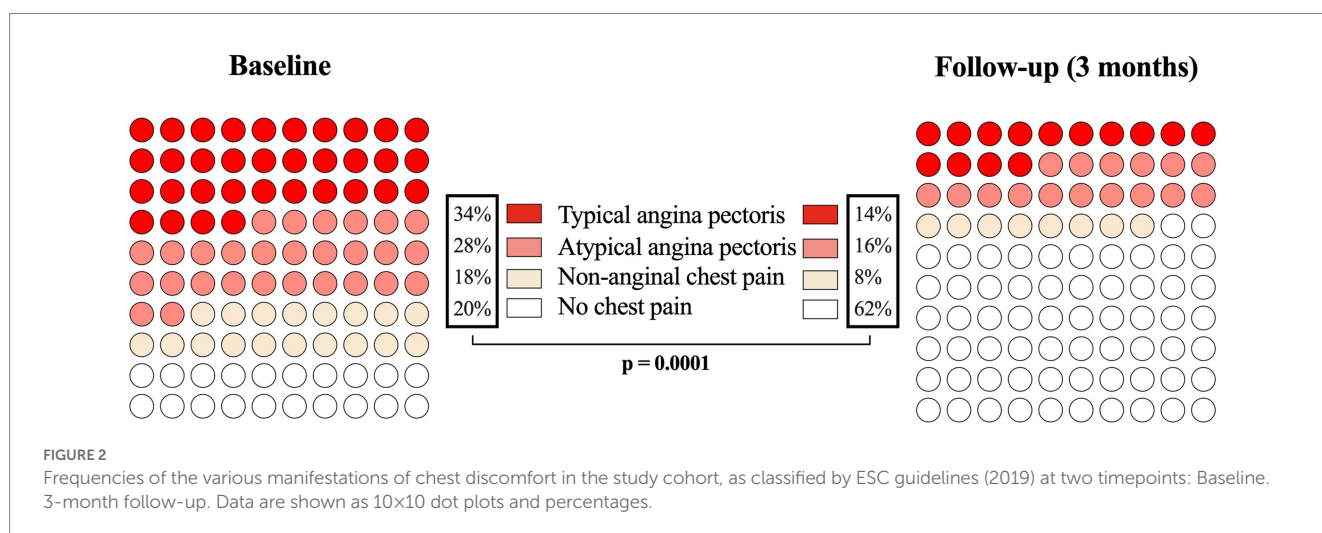 Baseline
Follow-up (3 months)
34% Typical angina pectoris 14%
28% Atypical angina pectoris 16%
18% Non-anginal chest pain 8%
20% No chest pain 62%
p = 0.0001
FIGURE 2
Frequencies of the various manifestations of chest discomfort in the study cohort, as classified by ESC guidelines (2019) at two timepoints: Baseline.
3-month follow-up. Data are shown as 10×10 dot plots and percentages.